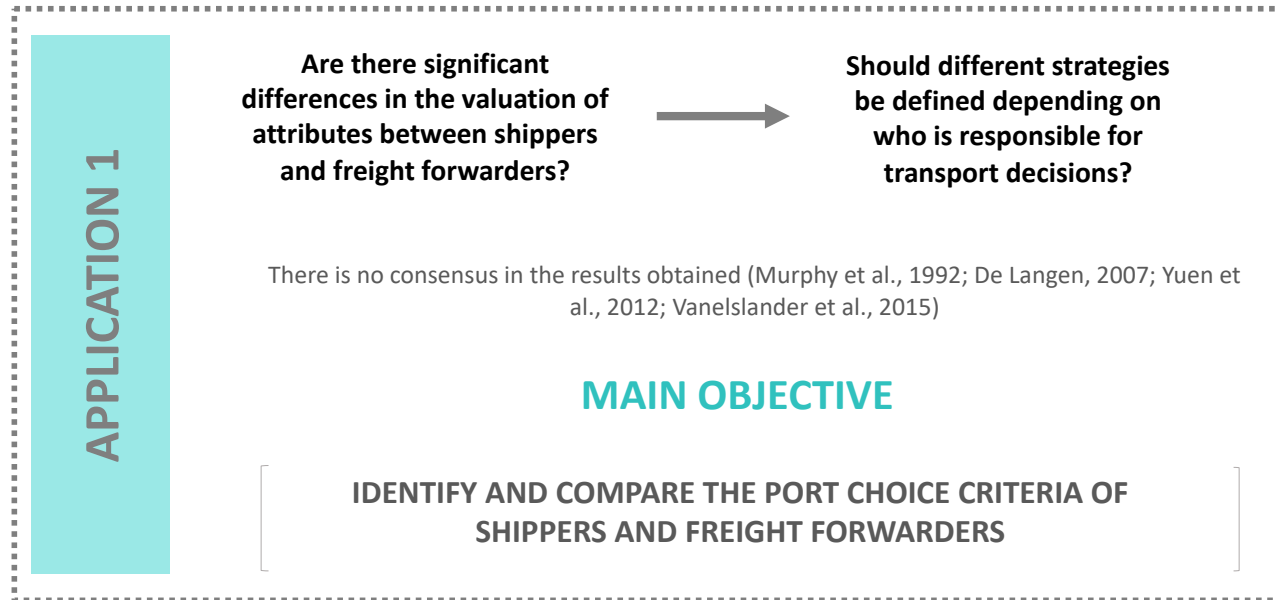 APPLICATION 1
Are there significant
differences in the valuation of
attributes between shippers
and freight forwarders?
Should different strategies
be defined depending on
who is responsible for
transport decisions?
There is no consensus in the results obtained (Murphy et al., 1992; De Langen, 2007; Yuen et
al., 2012; Vanelslander et al., 2015)
MAIN OBJECTIVE
IDENTIFY AND COMPARE THE PORT CHOICE CRITERIA OF
SHIPPERS AND FREIGHT FORWARDERS